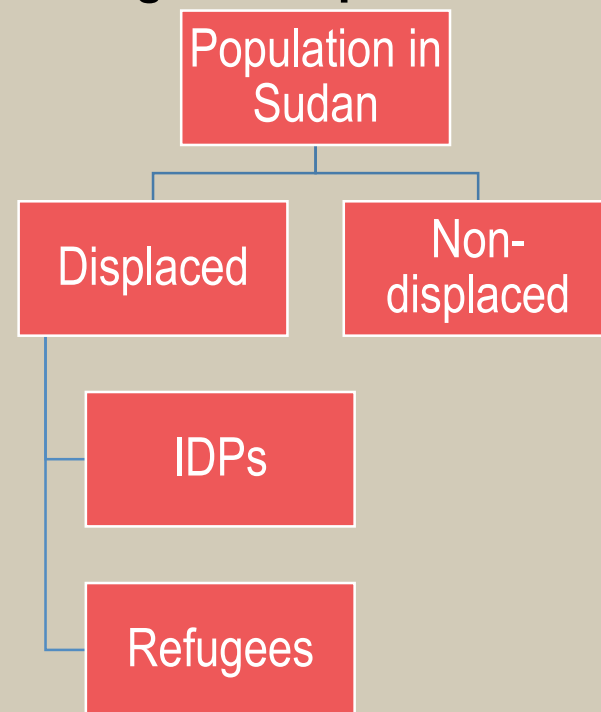 Population in
Sudan
Displaced
Non-
displaced
IDPs
Refugees